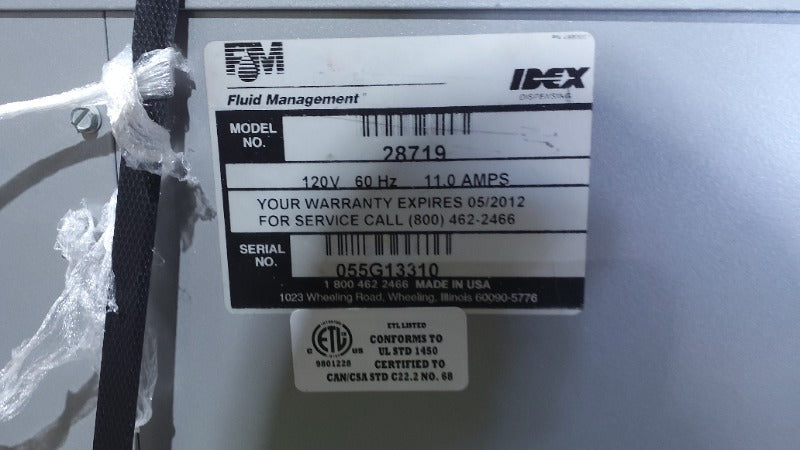 FM
IDEX
DISPENSING
Fluid Management
MODEL NO.
28719
120V 60 Hz 11.0 AMPS
YOUR WARRANTY EXPIRES 05/2012
FOR SERVICE CALL (800) 462-2466
SERIAL NO.
055G13310
1 800 462 2466 MADE IN USA
1023 Wheeling Road, Wheeling, Illinois 60090-5776
ETL LISTED
CONFORMS TO
UL STD 1450
CERTIFIED TO
CAN/CSA STD C22.2 NO. 68
C ETL US
9801228